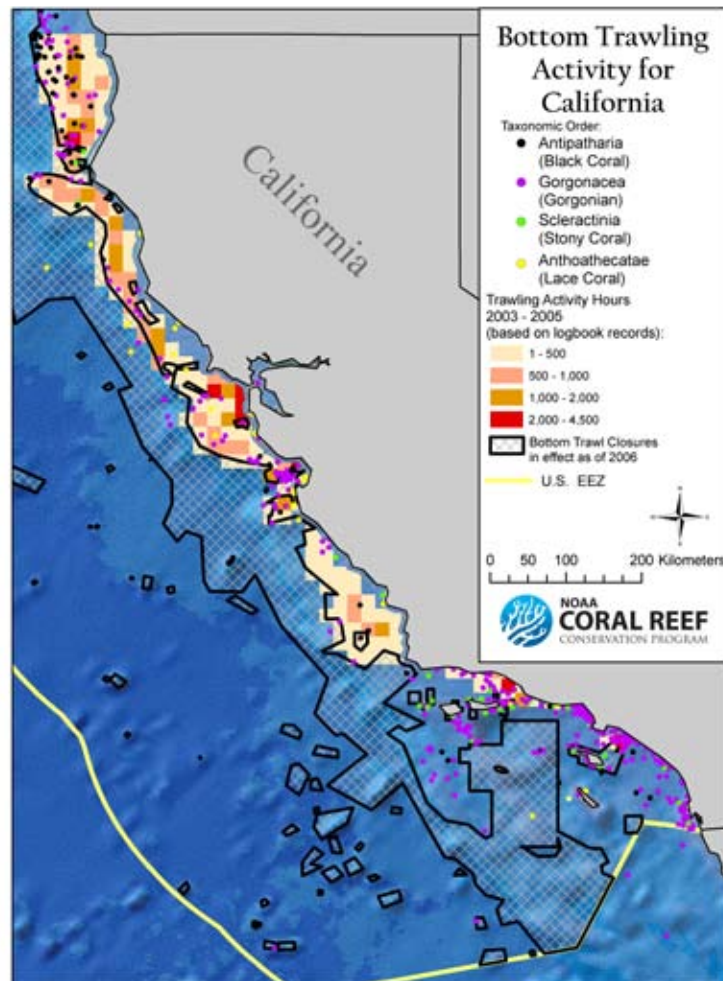 Bottom Trawling
Activity for
California
Taxonomic Order:
Antipatharia
(Black Coral)
Gorgonacea
(Gorgonian)
Scleractinia
(Stony Coral)
Anthoathecatae
(Lace Coral)
Trawling Activity Hours
2003 - 2005
(based on logbook records):
1 - 500
500 - 1,000
1,000 - 2,000
2,000 - 4,500
Bottom Trawl Closures
in effect as of 2006
U.S. EEZ
0 50 100 200 Kilometers
NOAA
CORAL REEF
CONSERVATION PROGRAM
California